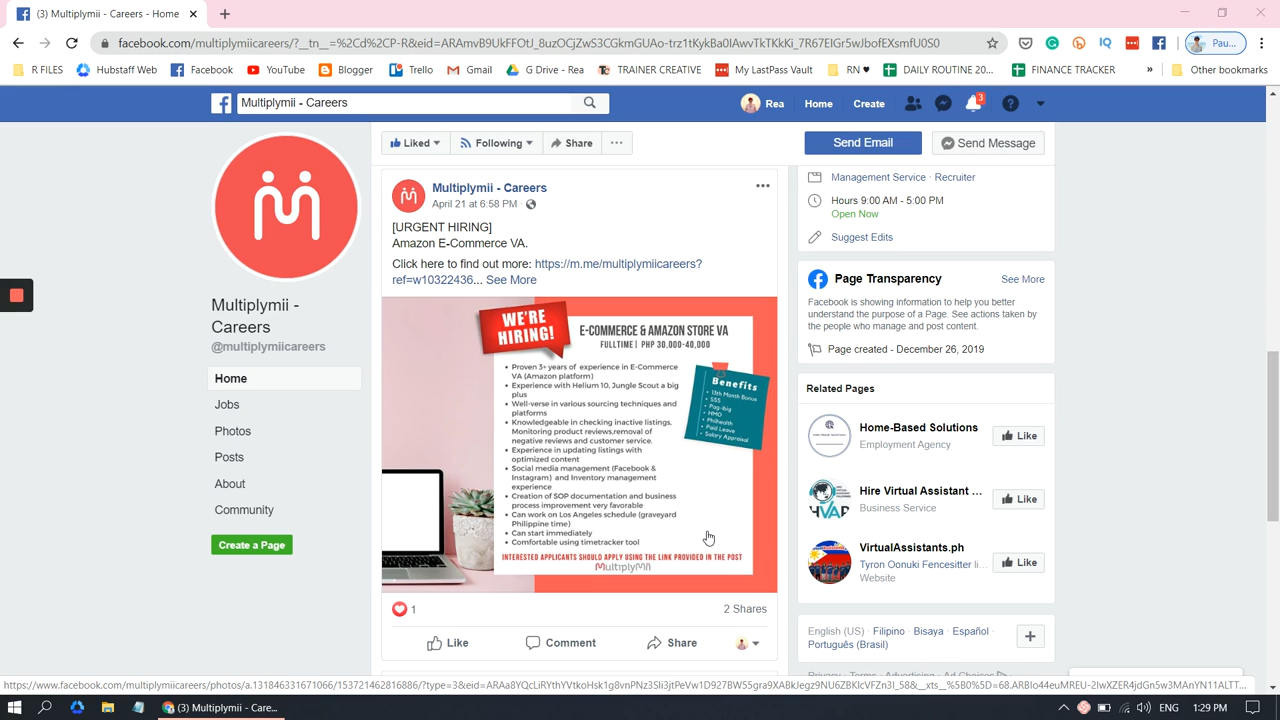 (3) Multiplymii - Careers - Home
facebook.com/multiplymiicareers/?__tn__=%2Cd%2CP-R&eid=ARAmvB9UkFFOtJ_8uzOCjZwS3CGkmGUAo-trz1tKykBa0IAwvTkTKkKi_7R67EIGr5wJbofEXsmfU0S0
Pau...
R FILES
Hubstaff Web
Facebook
YouTube
Blogger
Trello
Gmail
G Drive - Rea
TRAINER CREATIVE
My LastPass Vault
RN ♥
DAILY ROUTINE 20...
FINANCE TRACKER
»
Other bookmarks
Multiplymii - Careers
Rea
Home
Create
3
Liked
Following
Share
Send Email
Send Message
Multiplymii -
Careers
@multiplymiicareers
Home
Jobs
Photos
Posts
About
Community
Create a Page
Multiplymii - Careers
April 21 at 6:58 PM ·
[URGENT HIRING]
Amazon E-Commerce VA.
Click here to find out more: https://m.me/multiplymiicareers?
ref=w10322436... See More
WE'RE
HIRING!
E-COMMERCE & AMAZON STORE VA
FULLTIME | PHP 30,000-40,000
• Proven 3+ years of experience in E-Commerce
VA (Amazon platform)
• Experience with Helium 10, Jungle Scout a big
plus
• Well-verse in various sourcing techniques and
platforms
• Knowledgeable in checking inactive listings,
Monitoring product reviews,removal of
negative reviews and customer service.
• Experience in updating listings with
optimized content
• Social media management (Facebook &
Instagram) and Inventory management
experience
• Creation of SOP documentation and business
process improvement very favorable
• Can work on Los Angeles schedule (graveyard
Philippine time)
• Can start immediately
• Comfortable using timetracker tool
Benefits
• 13th Month Bonus
• SSS
• Pag-ibig
• HMO
• Philhealth
• Paid Leave
• Salary Appraisal
INTERESTED APPLICANTS SHOULD APPLY USING THE LINK PROVIDED IN THE POST
MultiplyMii
1
2 Shares
Like
Comment
Share
Management Service · Recruiter
Hours 9:00 AM - 5:00 PM
Open Now
Suggest Edits
Page Transparency
See More
Facebook is showing information to help you better
understand the purpose of a Page. See actions taken by
the people who manage and post content.
Page created - December 26, 2019
Related Pages
Home-Based Solutions
Employment Agency
Like
Hire Virtual Assistant ...
Business Service
Like
VirtualAssistants.ph
Tyron Oonuki Fencesitter li...
Website
Like
English (US) · Filipino · Bisaya · Español ·
Português (Brasil)
Privacy · Terms · Advertising · Ad Choices
(3) Multiplymii - Care...
ENG
1:29 PM